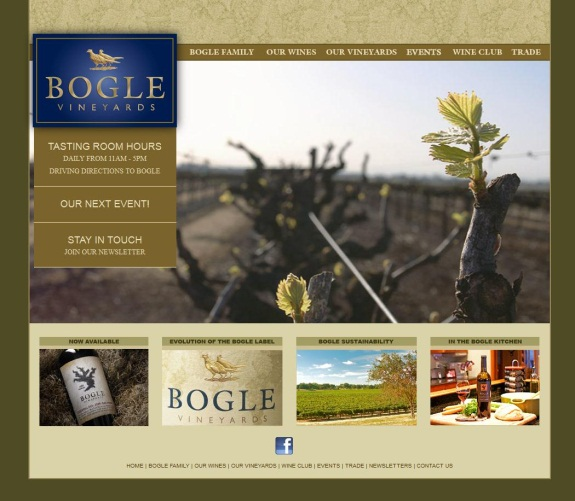 BOGLE FAMILY OUR WINES OUR VINEYARDS EVENTS WINE CLUB TRADE
BOGLE
VINEYARDS
TASTING ROOM HOURS
DAILY FROM 11AM - 5PM
DRIVING DIRECTIONS TO BOGLE
OUR NEXT EVENT!
STAY IN TOUCH
JOIN OUR NEWSLETTER
NOW AVAILABLE
EVOLUTION OF THE BOGLE LABEL
BOGLE SUSTAINABILITY
IN THE BOGLE KITCHEN
BOGLE
BOGLE
VINEYARDS
f
HOME | BOGLE FAMILY | OUR WINES | OUR VINEYARDS | WINE CLUB | EVENTS | TRADE | NEWSLETTERS | CONTACT US